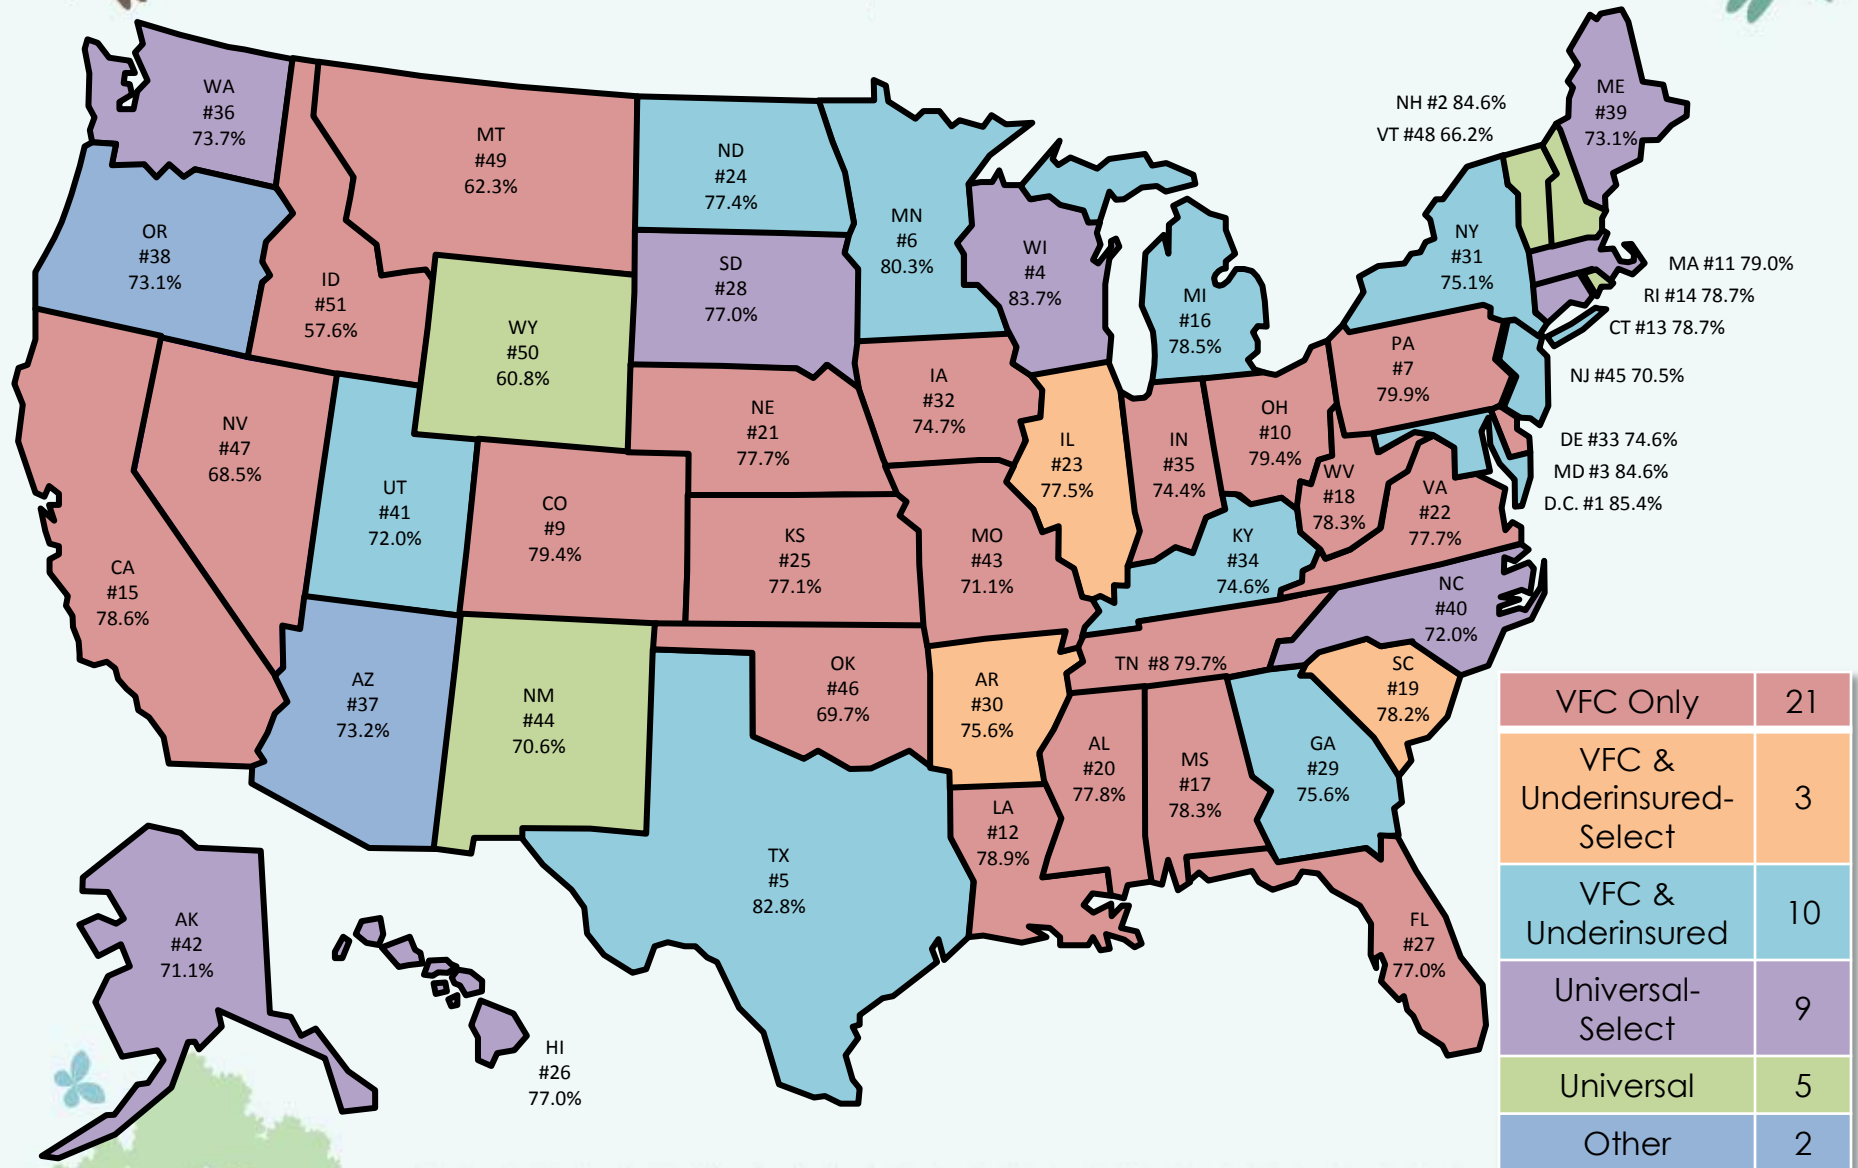 WA
#36
73.7%
MT
#49
62.3%
ND
#24
77.4%
MN
#6
80.3%
NH #2 84.6%
VT #48 66.2%
ME
#39
73.1%
OR
#38
73.1%
ID
#51
57.6%
WY
#50
60.8%
SD
#28
77.0%
WI
#4
83.7%
MI
#16
78.5%
NY
#31
75.1%
MA #11 79.0%
RI #14 78.7%
CT #13 78.7%
NJ #45 70.5%
DE #33 74.6%
MD #3 84.6%
D.C. #1 85.4%
NV
#47
68.5%
UT
#41
72.0%
CO
#9
79.4%
NE
#21
77.7%
IA
#32
74.7%
IL
#23
77.5%
IN
#35
74.4%
OH
#10
79.4%
PA
#7
79.9%
WV
#18
78.3%
VA
#22
77.7%
CA
#15
78.6%
KS
#25
77.1%
MO
#43
71.1%
KY
#34
74.6%
NC
#40
72.0%
AZ
#37
73.2%
NM
#44
70.6%
OK
#46
69.7%
AR
#30
75.6%
TN #8 79.7%
SC
#19
78.2%
AL
#20
77.8%
MS
#17
78.3%
GA
#29
75.6%
LA
#12
78.9%
TX
#5
82.8%
FL
#27
77.0%
AK
#42
71.1%
HI
#26
77.0%
VFC Only 21
VFC &
Underinsured-
Select
3
VFC &
Underinsured
10
Universal-
Select
9
Universal 5
Other 2